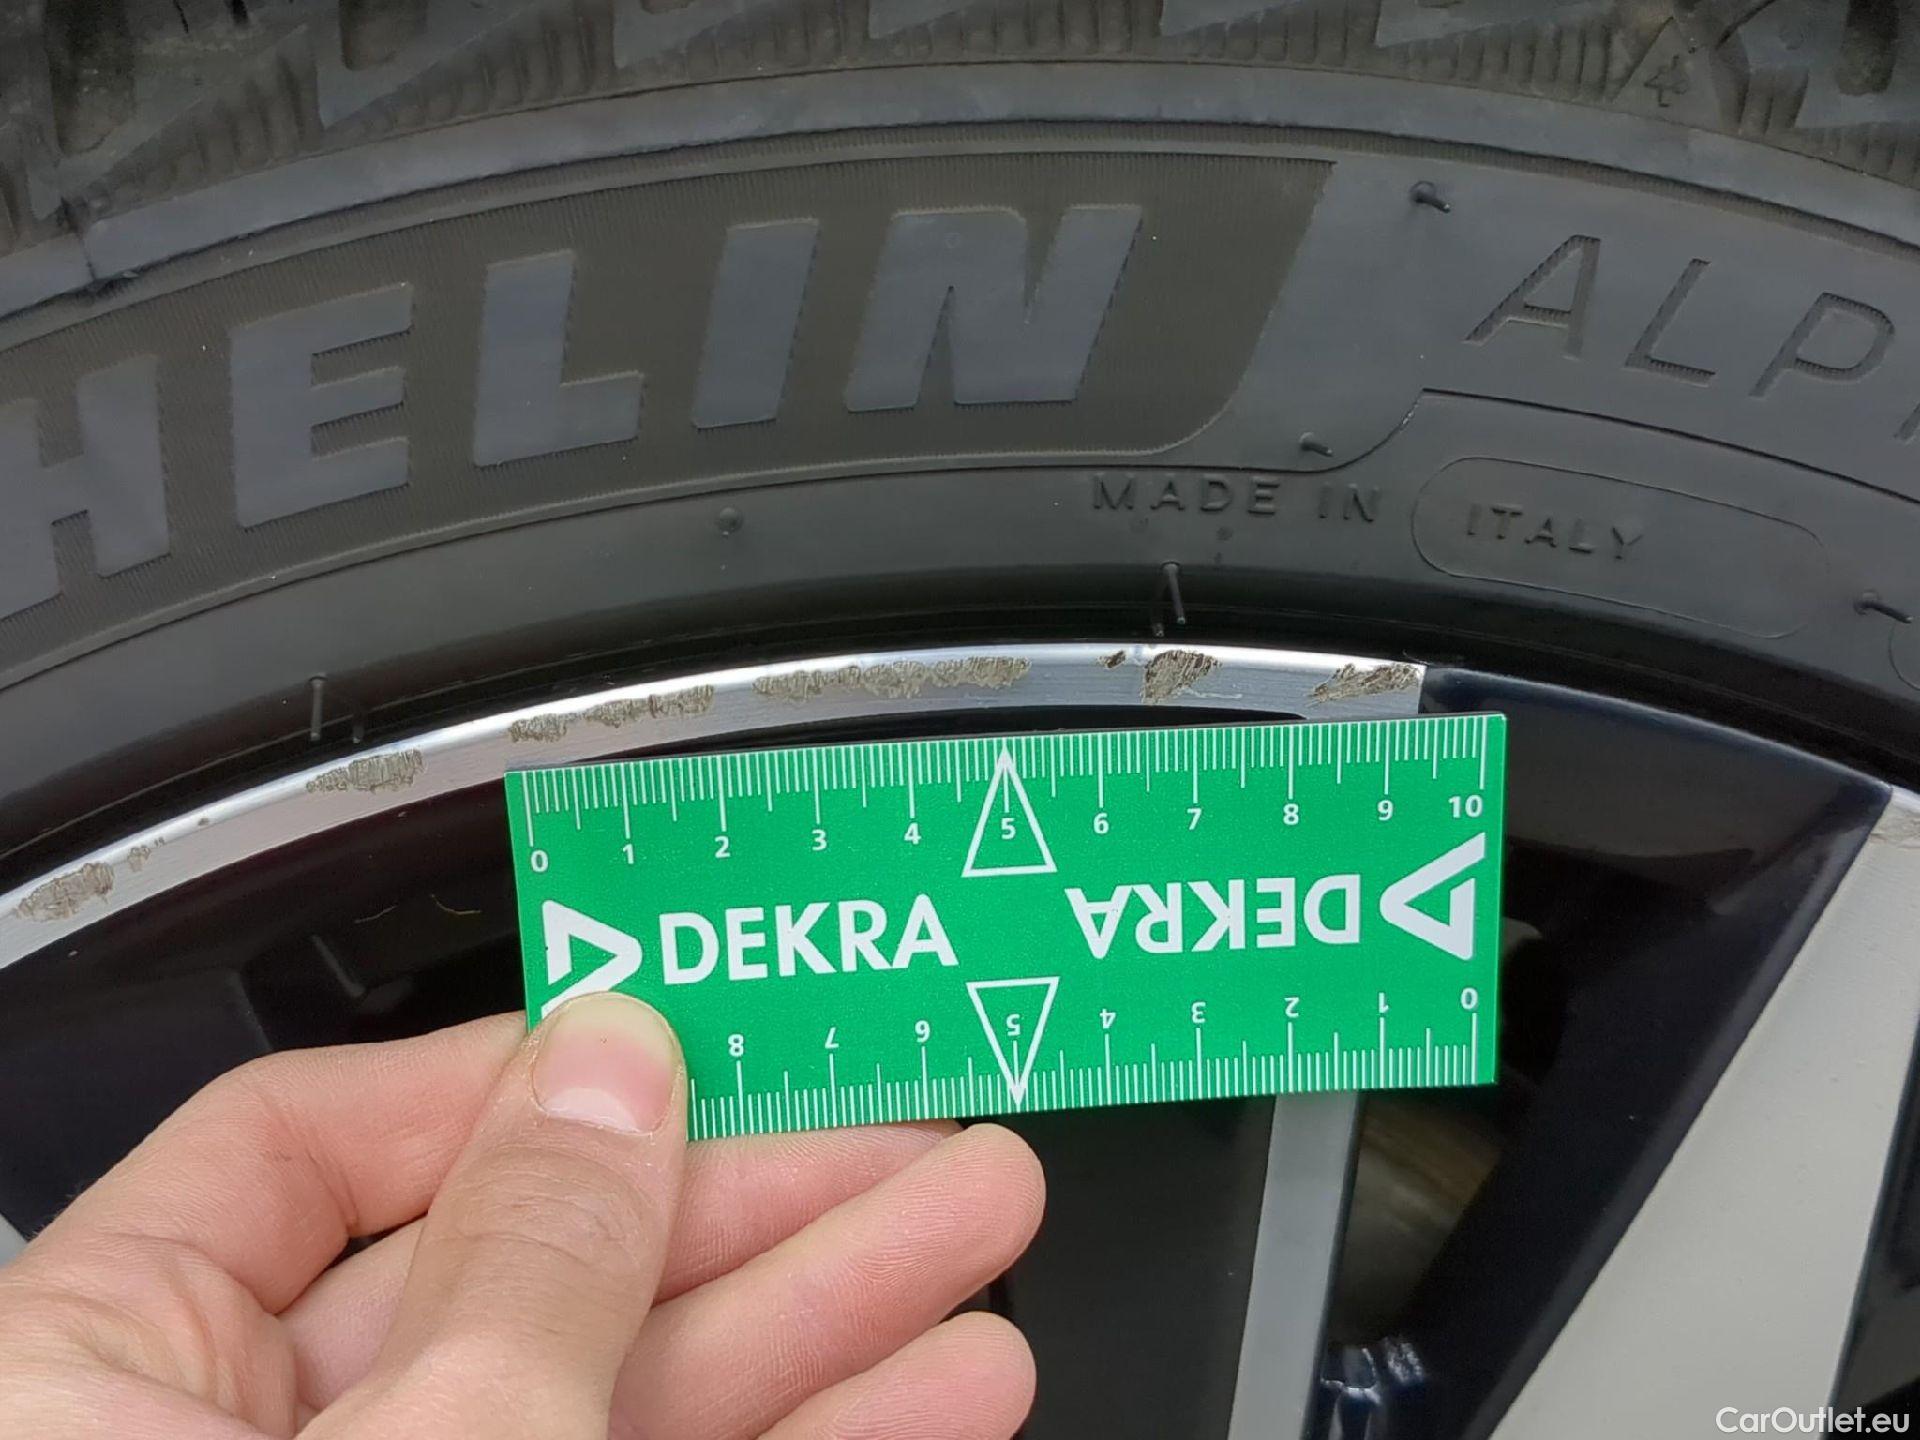 HELIN
ALP
MADE IN ITALY
0 1 2 3 4 5 6 7 8 9 10
DEKRA
DEKRA
8 7 6 5 4 3 2 1 0
CarOutlet.eu